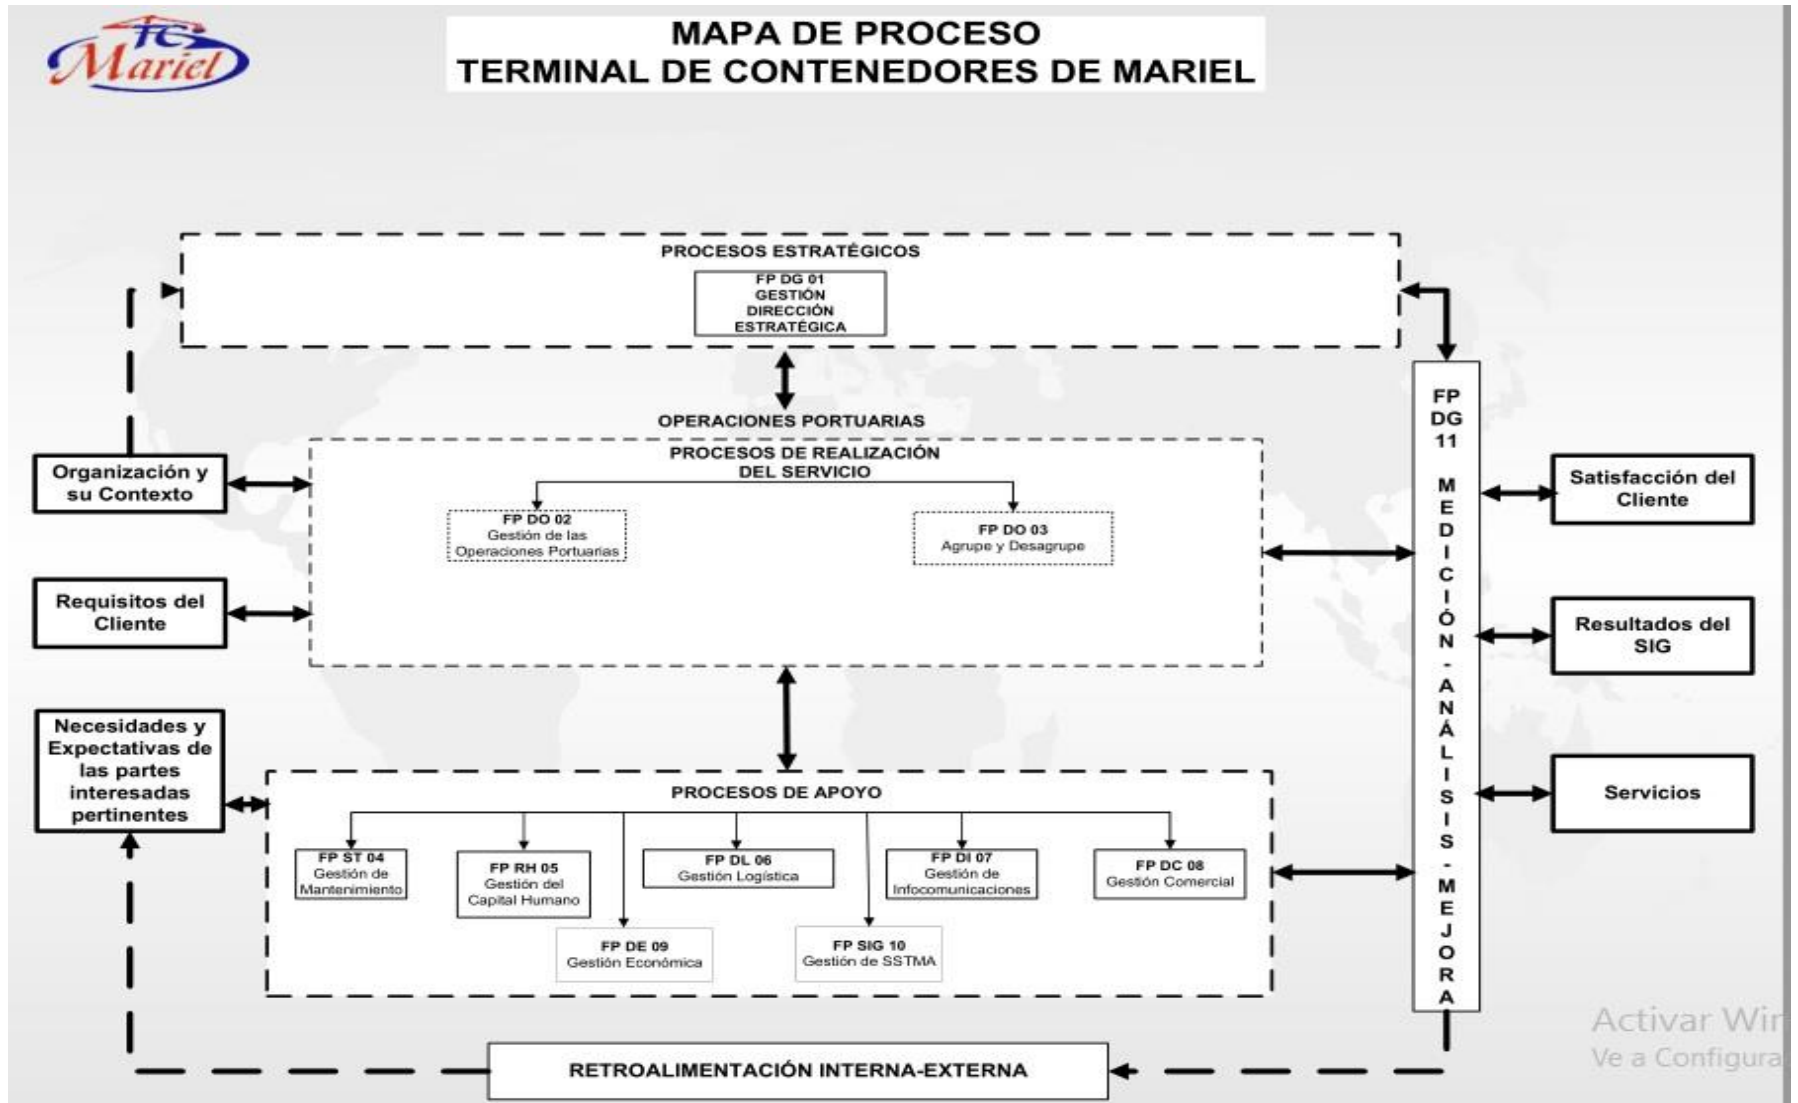 TC
Mariel
MAPA DE PROCESO
TERMINAL DE CONTENEDORES DE MARIEL
PROCESOS ESTRATÉGICOS
FP DG 01
GESTIÓN
DIRECCIÓN
ESTRATÉGICA
OPERACIONES PORTUARIAS
PROCESOS DE REALIZACIÓN
DEL SERVICIO
FP DO 02
Gestión de las
Operaciones Portuarias
FP DO 03
Agrupe y Desagrupe
Organización y
su Contexto
Requisitos del
Cliente
Necesidades y
Expectativas de
las partes
interesadas
pertinentes
PROCESOS DE APOYO
FP ST 04
Gestión de
Mantenimiento
FP RH 05
Gestión del
Capital Humano
FP DL 06
Gestión Logística
FP DI 07
Gestión de
Infocomunicaciones
FP DC 08
Gestión Comercial
FP DE 09
Gestión Económica
FP SIG 10
Gestión de SSTMA
FP
DG
11
MEDICIÓN-ANÁLISIS-MEJORA
Satisfacción del
Cliente
Resultados del
SIG
Servicios
RETROALIMENTACIÓN INTERNA-EXTERNA
Activar Win
Ve a Configura